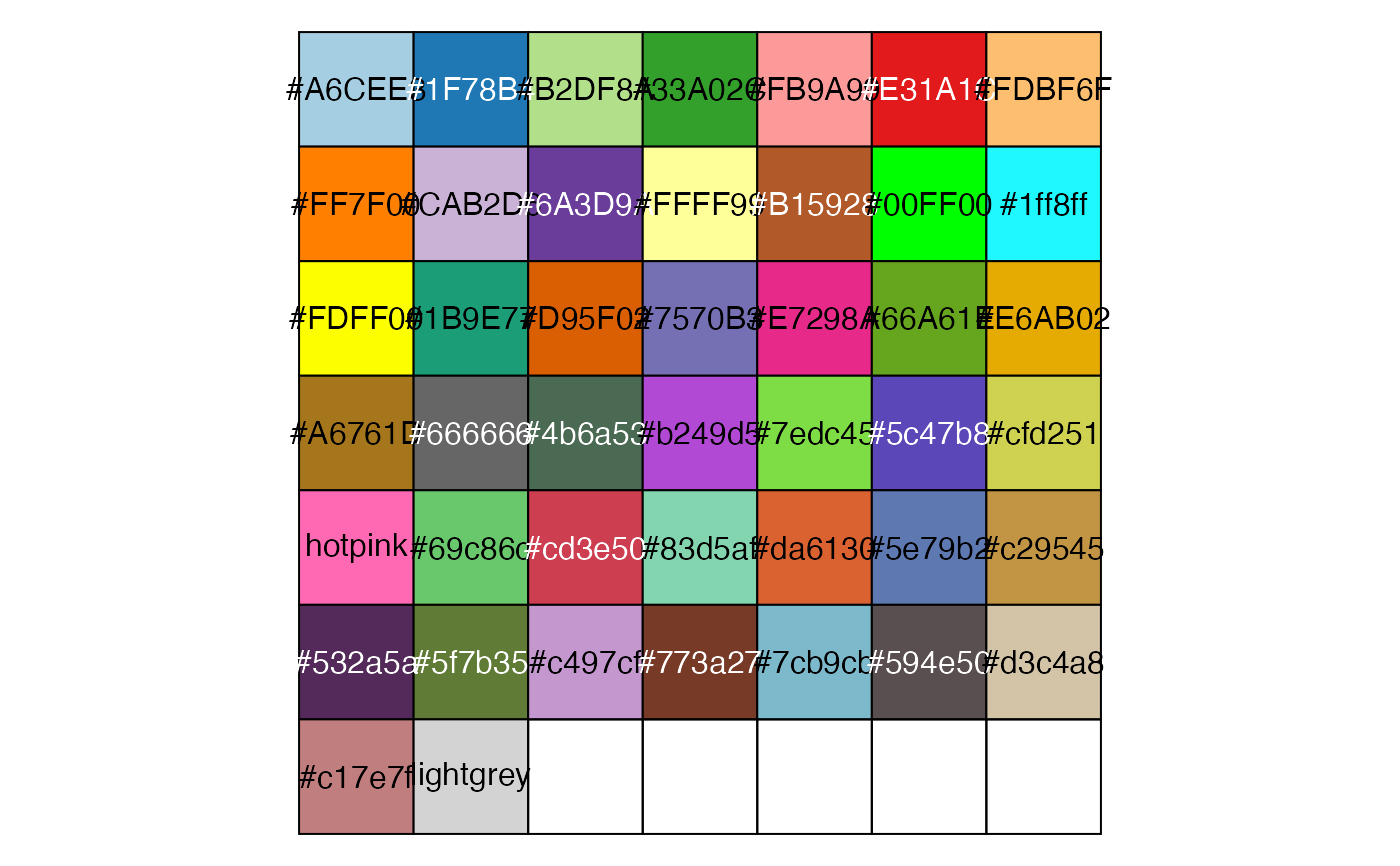 #A6CEE3 #1F78B4 #B2DF8A #33A02C #FB9A99 #E31A1C #FDBF6F
#FF7F00 #CAB2D6 #6A3D9A #FFFF99 #B15928 #00FF00 #1ff8ff
#FDFF00 #1B9E77 #D95F02 #7570B3 #E7298A #66A61E #E6AB02
#A6761D #666666 #4b6a53 #b249d5 #7edc45 #5c47b8 #cfd251
hotpink #69c86c #cd3e50 #83d5af #da6130 #5e79b2 #c29545
#532a5a #5f7b35 #c497cf #773a27 #7cb9cb #594e50 #d3c4a8
#c17e7f lightgrey